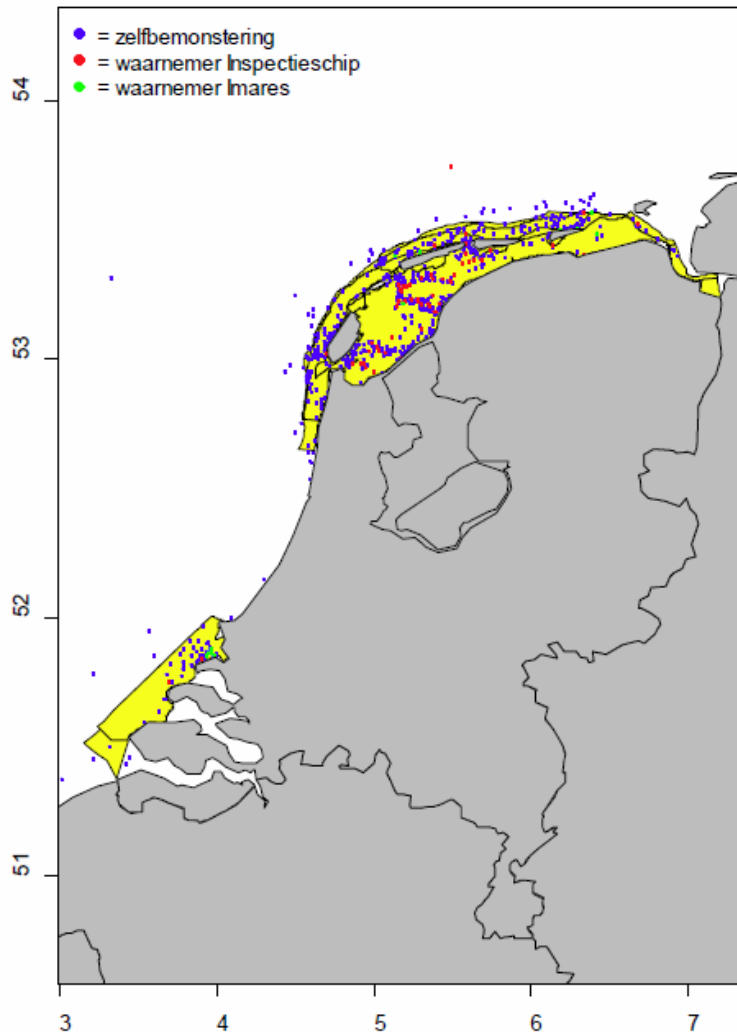 = zelfbemonstering
= waarnemer Inspectieschip
= waarnemer Imares
54
53
52
51
3 4 5 6 7